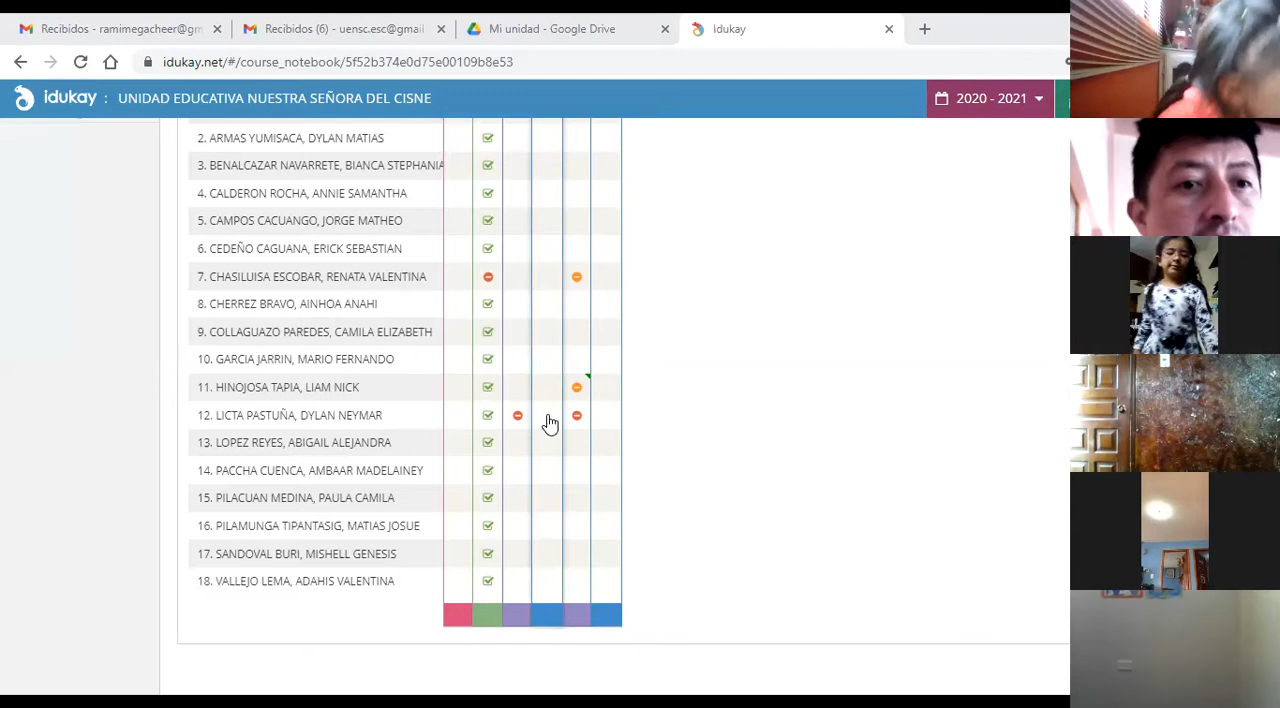 Recibidos - ramimegacheer@gm
Recibidos (6) - uensc.esc@gmail
Mi unidad - Google Drive
Idukay
idukay.net/#/course_notebook/5f52b374e0d75e00109b8e53
idukay : UNIDAD EDUCATIVA NUESTRA SEÑORA DEL CISNE
2020 - 2021
2. ARMAS YUMISACA, DYLAN MATIAS
3. BENALCAZAR NAVARRETE, BIANCA STEPHANIA
4. CALDERON ROCHA, ANNIE SAMANTHA
5. CAMPOS CACUANGO, JORGE MATHEO
6. CEDEÑO CAGUANA, ERICK SEBASTIAN
7. CHASILUISA ESCOBAR, RENATA VALENTINA
8. CHERREZ BRAVO, AINHOA ANAHI
9. COLLAGUAZO PAREDES, CAMILA ELIZABETH
10. GARCIA JARRIN, MARIO FERNANDO
11. HINOJOSA TAPIA, LIAM NICK
12. LICTA PASTUÑA, DYLAN NEYMAR
13. LOPEZ REYES, ABIGAIL ALEJANDRA
14. PACCHA CUENCA, AMBAAR MADELAINEY
15. PILACUAN MEDINA, PAULA CAMILA
16. PILAMUNGA TIPANTASIG, MATIAS JOSUE
17. SANDOVAL BURI, MISHELL GENESIS
18. VALLEJO LEMA, ADAHIS VALENTINA